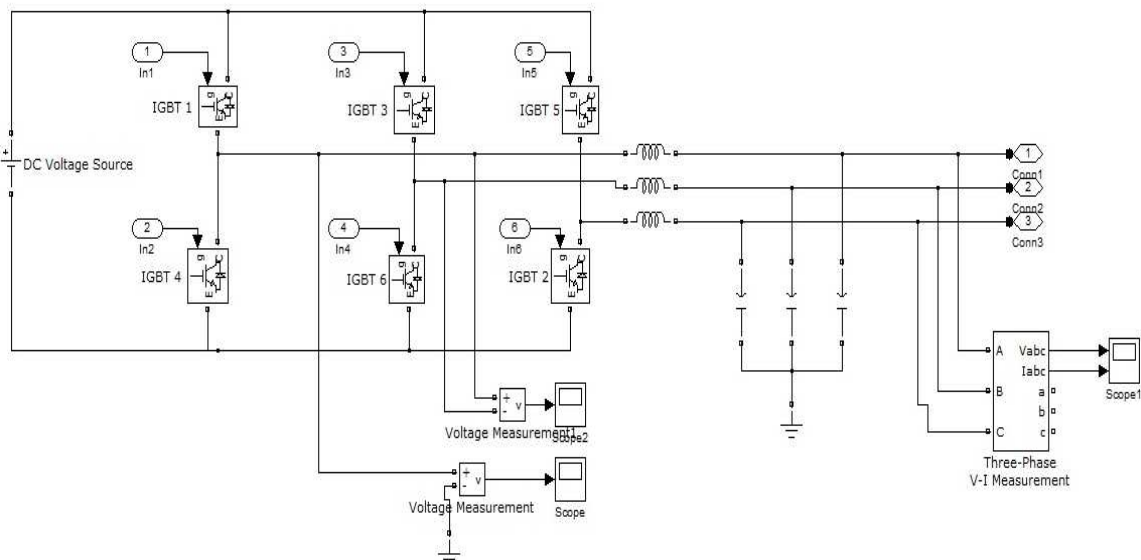 1
In1
3
In3
5
In5
g
C
E
IGBT 1
g
C
E
IGBT 3
g
C
E
IGBT 5
+
DC Voltage Source
1
Conn1
2
Conn2
3
Conn3
2
In2
4
In4
6
In6
g
C
E
IGBT 4
g
C
E
IGBT 6
g
C
E
IGBT 2
A
B
C
Vabc
Iabc
a
b
c
Scope1
Three-Phase
V-I Measurement
+
-
v
Voltage Measurement1
Scope2
+
-
v
Voltage Measurement
Scope